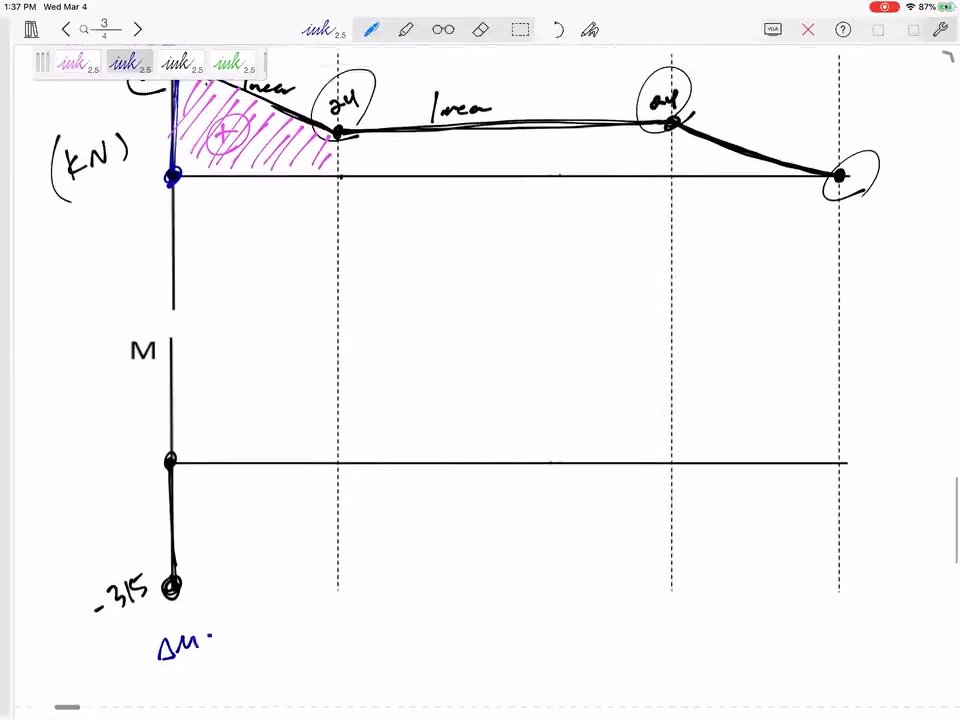 1:37 PM Wed Mar 4
87%
3
4
ink 2.5
VGA
?
ink 2.5 ink 2.5 ink 2.5 ink 2.5
linear
24
linear
24
(KN)
+
M
-315
ΔM